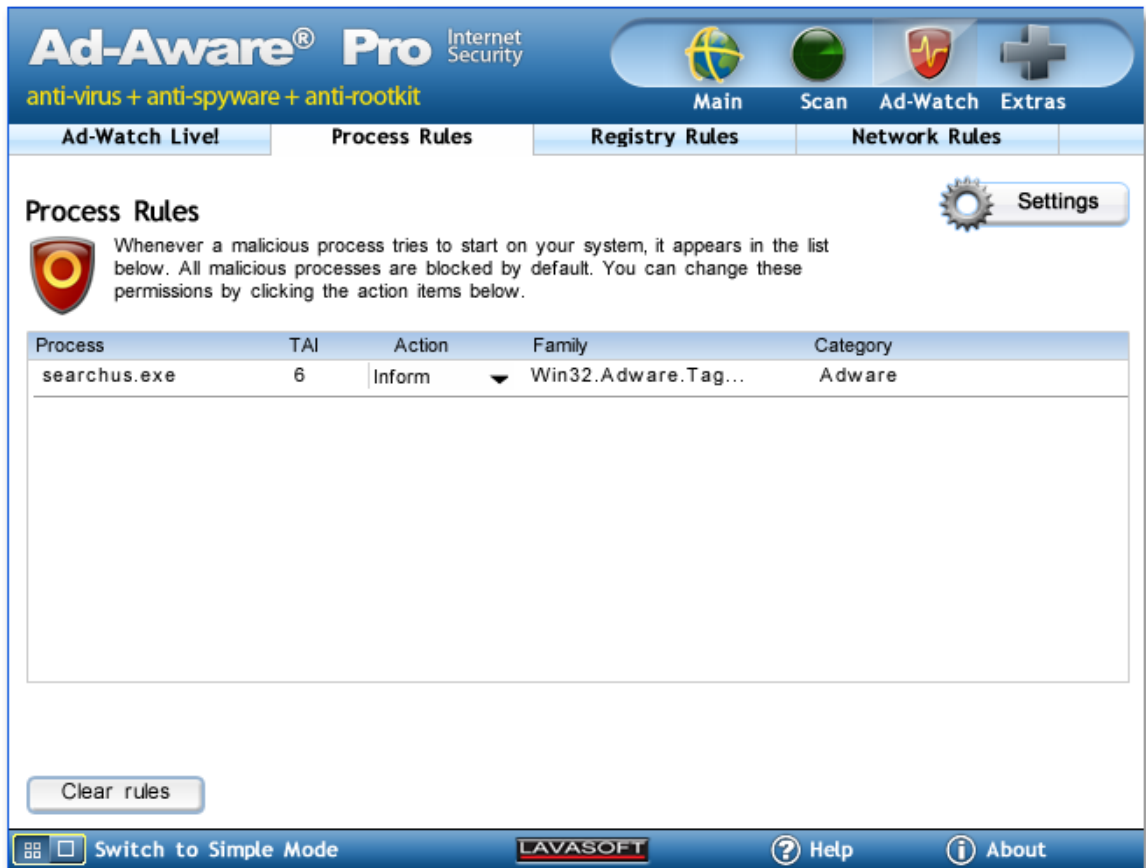 Ad-Aware® Pro Internet Security
anti-virus + anti-spyware + anti-rootkit
Main Scan Ad-Watch Extras
Ad-Watch Live! Process Rules Registry Rules Network Rules
Settings
Process Rules
Whenever a malicious process tries to start on your system, it appears in the list
below. All malicious processes are blocked by default. You can change these
permissions by clicking the action items below.
Process TAI Action Family Category
searchus.exe 6 Inform Win32.Adware.Tag... Adware
Clear rules
Switch to Simple Mode LAVASOFT Help About